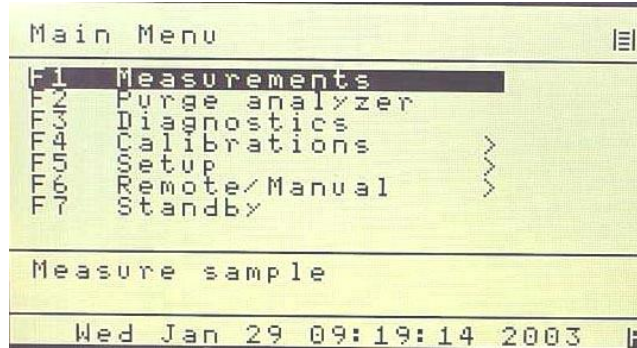 Main Menu
F1 Measurements
F2 Purge analyzer
F3 Diagnostics
F4 Calibrations >
F5 Setup >
F6 Remote/Manual >
F7 Standby
Measure sample
Wed Jan 29 09:19:14 2003